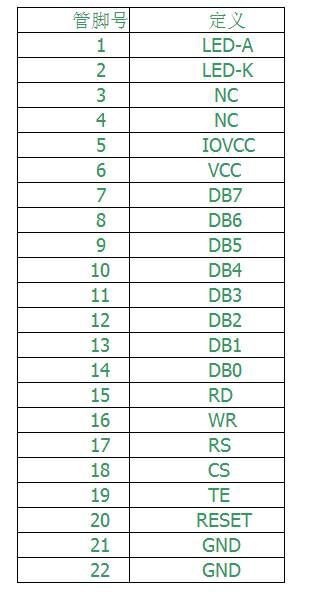 管脚号 定义
1 LED-A
2 LED-K
3 NC
4 NC
5 IOVCC
6 VCC
7 DB7
8 DB6
9 DB5
10 DB4
11 DB3
12 DB2
13 DB1
14 DB0
15 RD
16 WR
17 RS
18 CS
19 TE
20 RESET
21 GND
22 GND